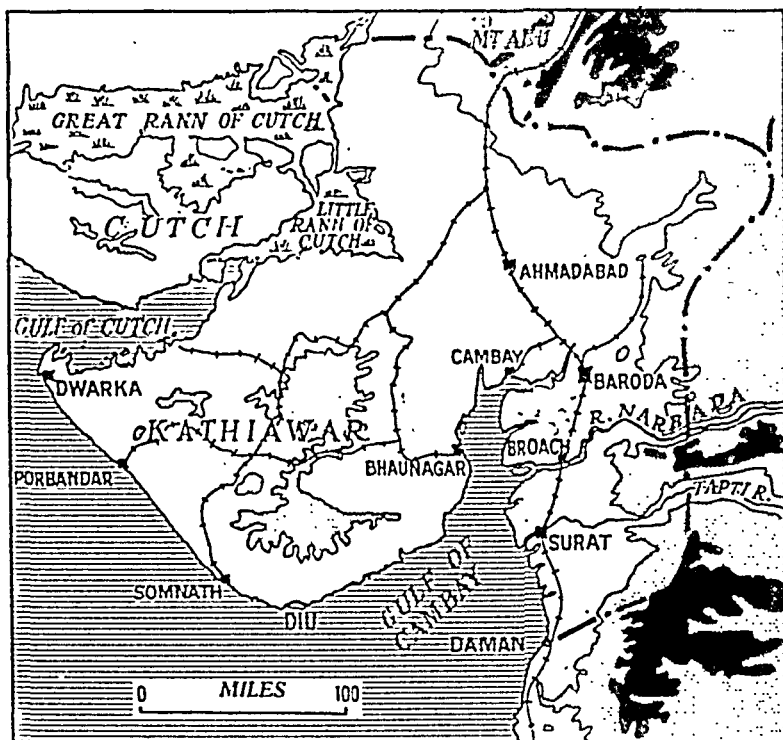 MT ABU
GREAT RANN OF CUTCH
CUTCH
LITTLE
RANN OF
CUTCH
AHMADABAD
GULF OF CUTCH
CAMBAY
DWARKA
BARODA
R. NARBADA
KATHIAWAR
BROACH
BHAUNAGAR
PORBANDAR
TAPTI R.
SURAT
SOMNATH
GULF OF
CAMBAY
DIU
DAMAN
0 MILES 100